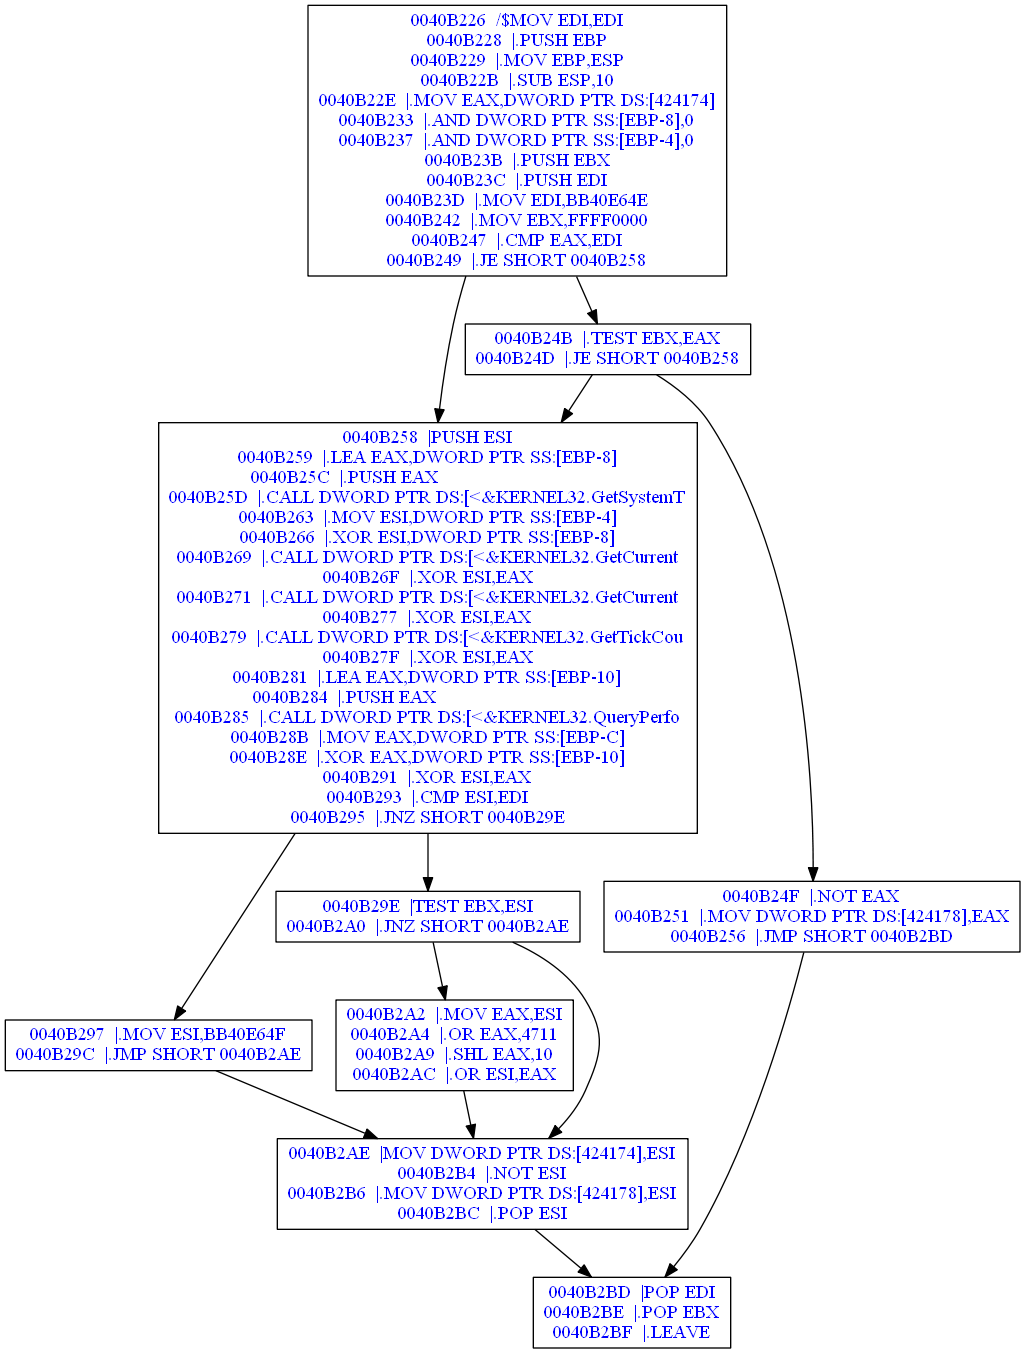 0040B226 /$MOV EDI,EDI
0040B228 |.PUSH EBP
0040B229 |.MOV EBP,ESP
0040B22B |.SUB ESP,10
0040B22E |.MOV EAX,DWORD PTR DS:[424174]
0040B233 |.AND DWORD PTR SS:[EBP-8],0
0040B237 |.AND DWORD PTR SS:[EBP-4],0
0040B23B |.PUSH EBX
0040B23C |.PUSH EDI
0040B23D |.MOV EDI,BB40E64E
0040B242 |.MOV EBX,FFFF0000
0040B247 |.CMP EAX,EDI
0040B249 |.JE SHORT 0040B258
0040B24B |.TEST EBX,EAX
0040B24D |.JE SHORT 0040B258
0040B258 |PUSH ESI
0040B259 |.LEA EAX,DWORD PTR SS:[EBP-8]
0040B25C |.PUSH EAX
0040B25D |.CALL DWORD PTR DS:[<&KERNEL32.GetSystemT
0040B263 |.MOV ESI,DWORD PTR SS:[EBP-4]
0040B266 |.XOR ESI,DWORD PTR SS:[EBP-8]
0040B269 |.CALL DWORD PTR DS:[<&KERNEL32.GetCurrent
0040B26F |.XOR ESI,EAX
0040B271 |.CALL DWORD PTR DS:[<&KERNEL32.GetCurrent
0040B277 |.XOR ESI,EAX
0040B279 |.CALL DWORD PTR DS:[<&KERNEL32.GetTickCou
0040B27F |.XOR ESI,EAX
0040B281 |.LEA EAX,DWORD PTR SS:[EBP-10]
0040B284 |.PUSH EAX
0040B285 |.CALL DWORD PTR DS:[<&KERNEL32.QueryPerfo
0040B28B |.MOV EAX,DWORD PTR SS:[EBP-C]
0040B28E |.XOR EAX,DWORD PTR SS:[EBP-10]
0040B291 |.XOR ESI,EAX
0040B293 |.CMP ESI,EDI
0040B295 |.JNZ SHORT 0040B29E
0040B24F |.NOT EAX
0040B251 |.MOV DWORD PTR DS:[424178],EAX
0040B256 |.JMP SHORT 0040B2BD
0040B29E |TEST EBX,ESI
0040B2A0 |.JNZ SHORT 0040B2AE
0040B297 |.MOV ESI,BB40E64F
0040B29C |.JMP SHORT 0040B2AE
0040B2A2 |.MOV EAX,ESI
0040B2A4 |.OR EAX,4711
0040B2A9 |.SHL EAX,10
0040B2AC |.OR ESI,EAX
0040B2AE |MOV DWORD PTR DS:[424174],ESI
0040B2B4 |.NOT ESI
0040B2B6 |.MOV DWORD PTR DS:[424178],ESI
0040B2BC |.POP ESI
0040B2BD |POP EDI
0040B2BE |.POP EBX
0040B2BF |.LEAVE